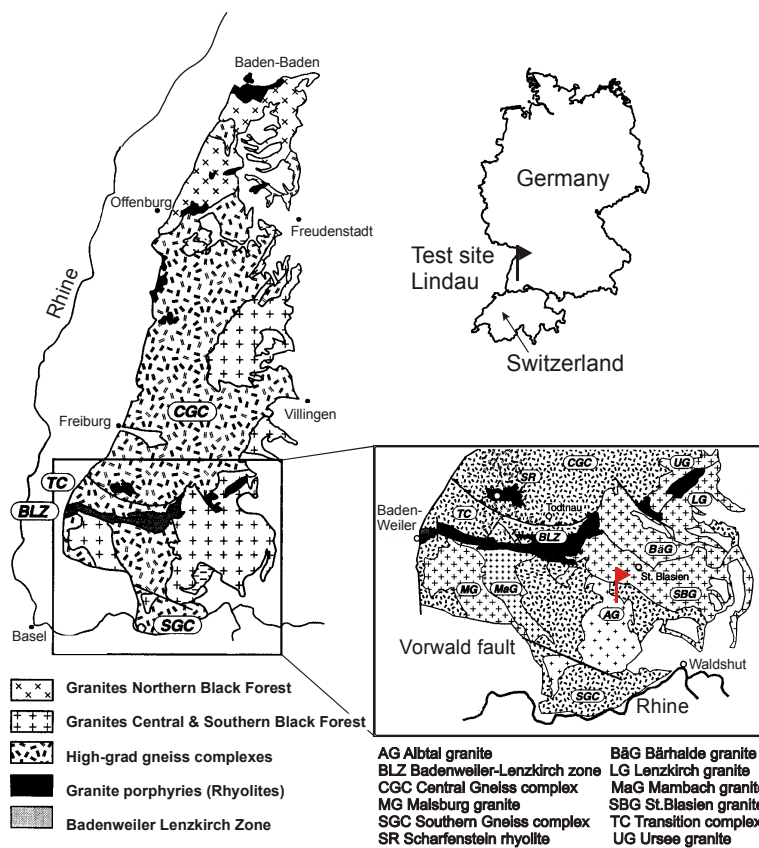 Baden-Baden
Offenburg
Freudenstadt
Rhine
CGC
Villingen
Freiburg
TC
BLZ
Basel
SGC
Germany
Test site
Lindau
Switzerland
CGC
UG
SR
LG
TC
Todtnau
Baden-
Weiler
BLZ
BäG
St. Blasien
MG
MaG
SBG
AG
Vorwald fault
Waldshut
SGC
Rhine
Granites Northern Black Forest
Granites Central & Southern Black Forest
High-grad gneiss complexes
Granite porphyries (Rhyolites)
Badenweiler Lenzkirch Zone
AG Albtal granite
BLZ Badenweiler-Lenzkirch zone
CGC Central Gneiss complex
MG Malsburg granite
SGC Southern Gneiss complex
SR Scharfenstein rhyolite
BäG Bärhalde granite
LG Lenzkirch granite
MaG Mambach granite
SBG St.Blasien granite
TC Transition complex
UG Ursee granite